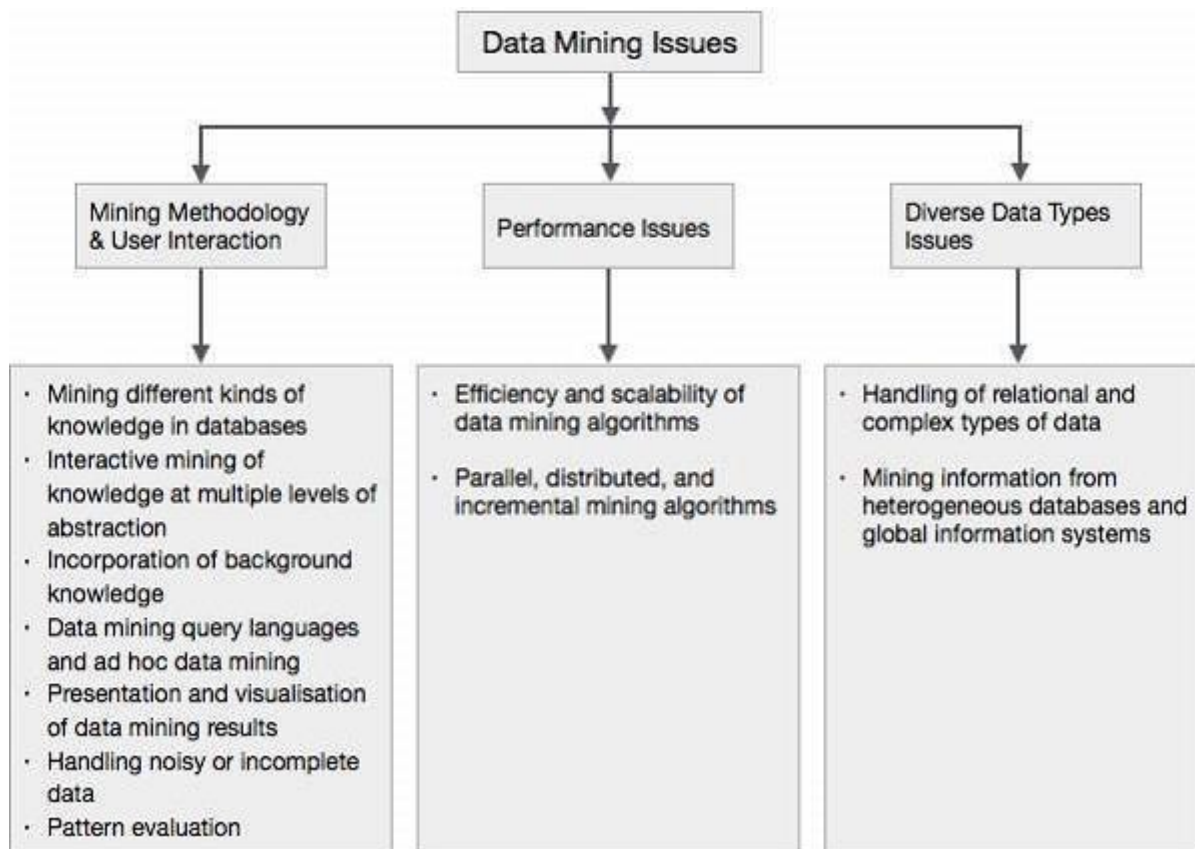 Data Mining Issues
Mining Methodology
& User Interaction
Performance Issues
Diverse Data Types
Issues
· Mining different kinds of
knowledge in databases
· Interactive mining of
knowledge at multiple levels of
abstraction
· Incorporation of background
knowledge
· Data mining query languages
and ad hoc data mining
· Presentation and visualisation
of data mining results
· Handling noisy or incomplete
data
· Pattern evaluation
· Efficiency and scalability of
data mining algorithms
· Parallel, distributed, and
incremental mining algorithms
· Handling of relational and
complex types of data
· Mining information from
heterogeneous databases and
global information systems